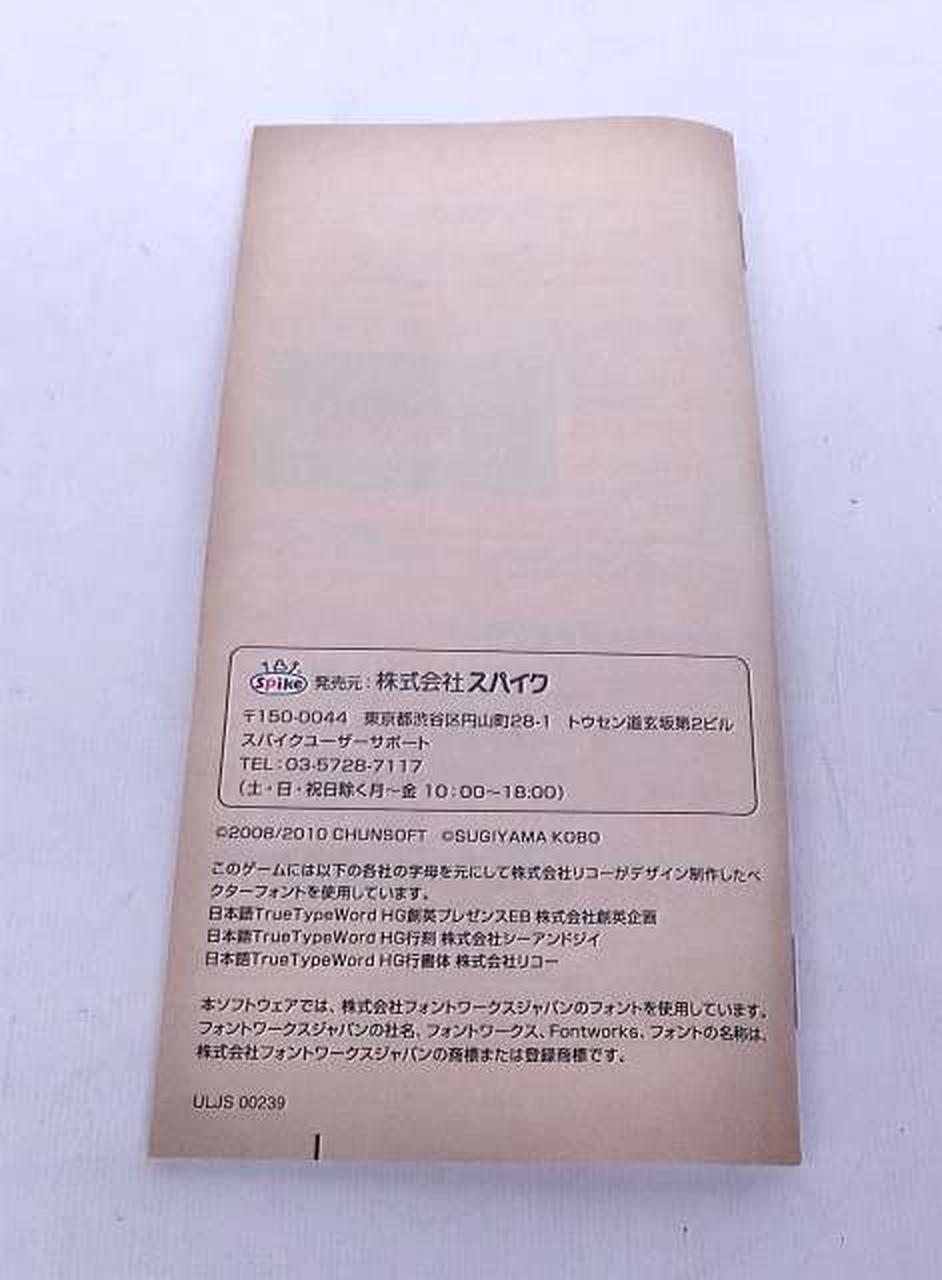 Spike 発売元：株式会社スパイク
〒150-0044 東京都渋谷区円山町28-1 トウセン道玄坂第2ビル
スパイクユーザーサポート
TEL：03-5728-7117
（土・日・祝日除く月～金 10：00～18:00）
©2008/2010 CHUNSOFT ©SUGIYAMA KOBO
このゲームには以下の各社の字母を元にして株式会社リコーがデザイン制作したベ
クターフォントを使用しています。
日本語TrueTypeWord HG創英プレゼンスEB 株式会社創英企画
日本語TrueTypeWord HG行刻 株式会社シーアンドジイ
日本語TrueTypeWord HG行書体 株式会社リコー
本ソフトウェアでは、株式会社フォントワークスジャパンのフォントを使用しています。
フォントワークスジャパンの社名、フォントワークス、Fontworks、フォントの名称は、
株式会社フォントワークスジャパンの商標または登録商標です。
ULJS 00239